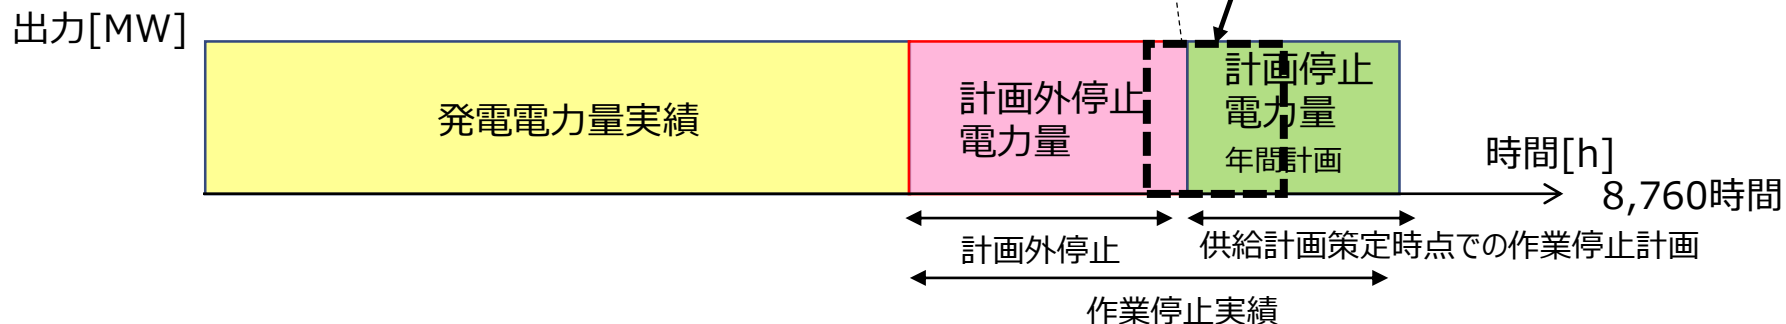 出力[MW]
発電電力量実績
計画外停止
電力量
計画停止
電力量
年間計画
時間[h]
8,760時間
計画外停止
供給計画策定時点での作業停止計画
作業停止実績